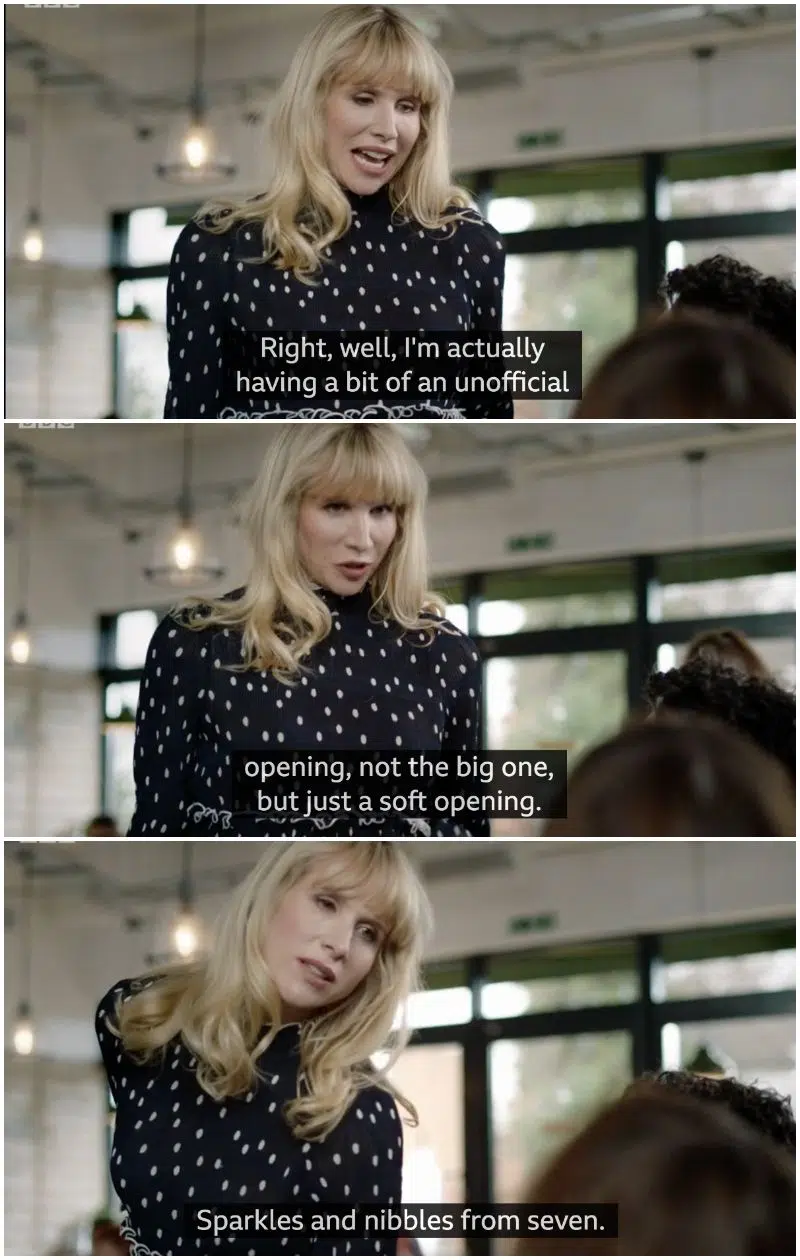 Right, well, I'm actually
having a bit of an unofficial
opening, not the big one,
but just a soft opening.
Sparkles and nibbles from seven.